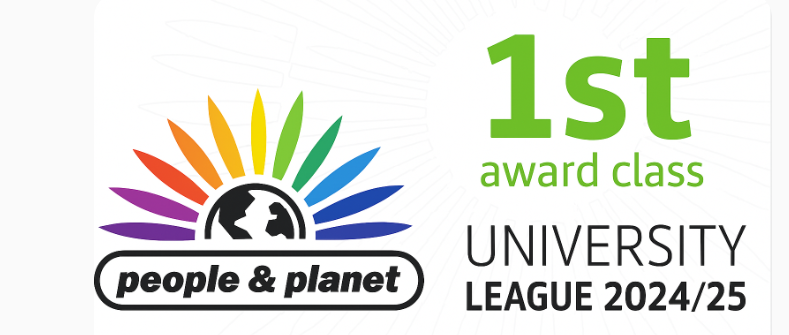 1st
award class
people & planet
UNIVERSITY
LEAGUE 2024/25